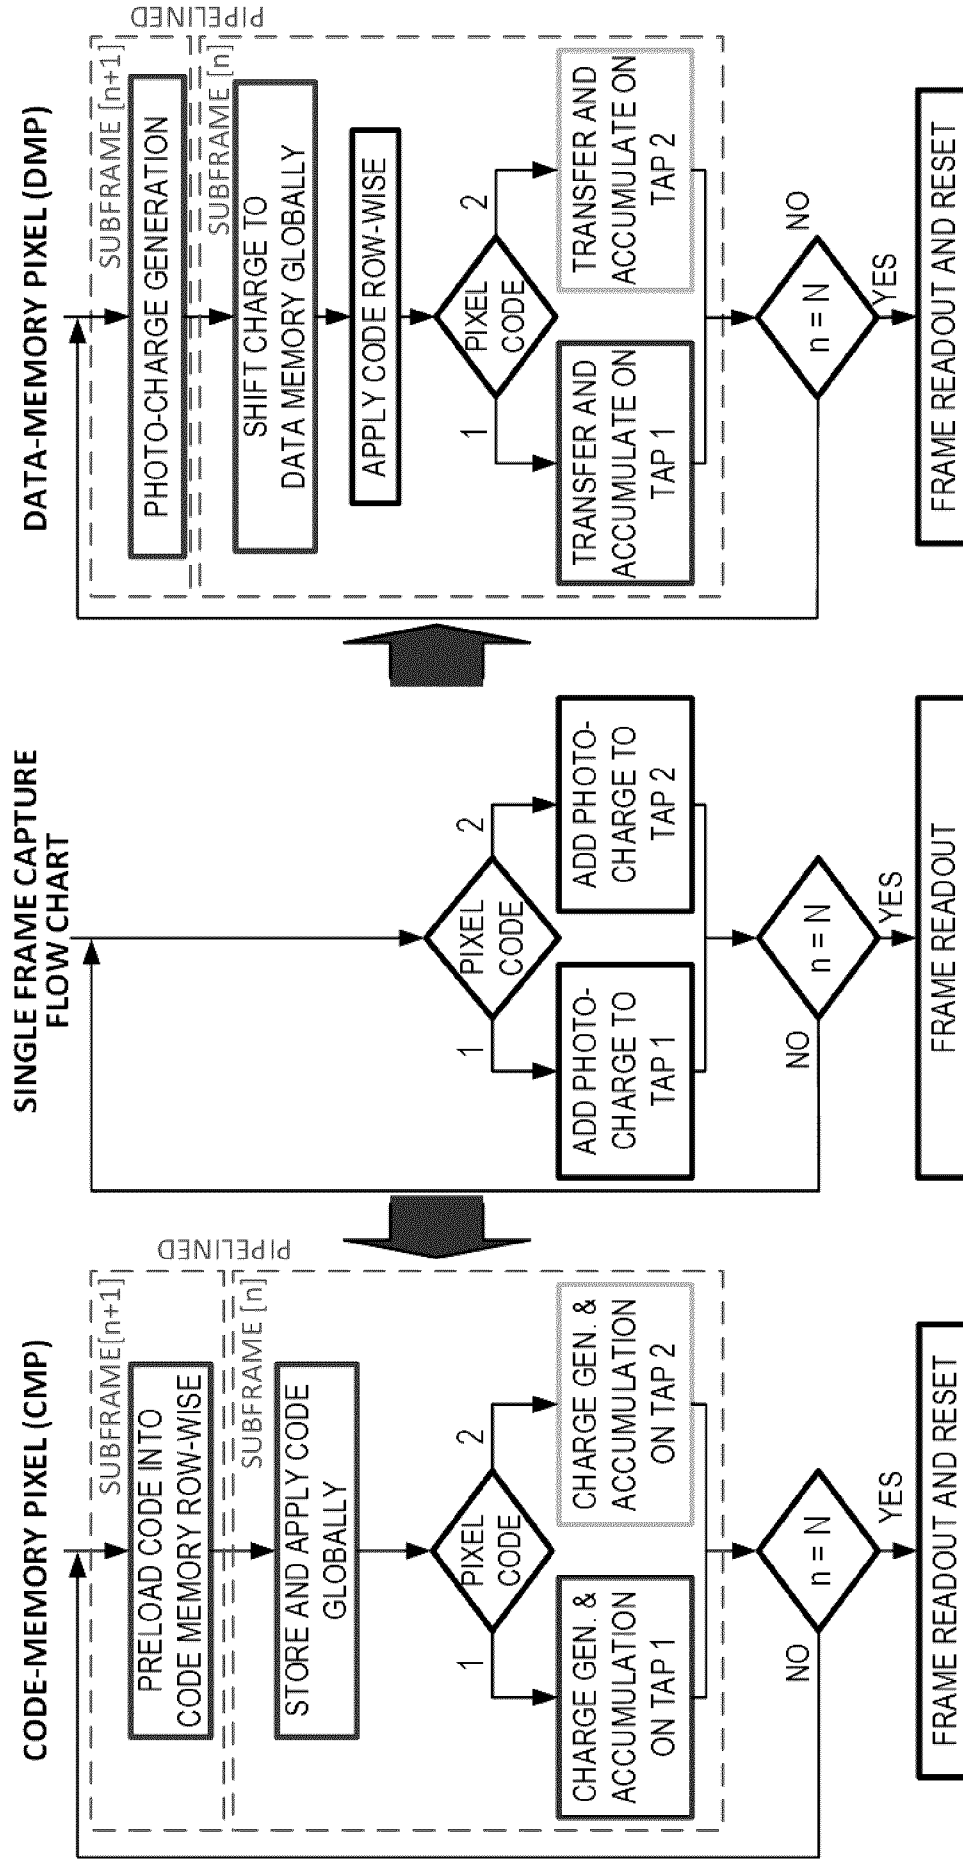 CODE-MEMORY PIXEL (CMP)
SUBFRAME[n+1]
PIPELINED
PRELOAD CODE INTO
CODE MEMORY ROW-WISE
SUBFRAME [n]
STORE AND APPLY CODE
GLOBALLY
PIXEL
CODE
1
2
CHARGE GEN. &
ACCUMULATION
ON TAP1
CHARGE GEN. &
ACCUMULATION
ON TAP2
n = N
NO
YES
FRAME READOUT AND RESET
SINGLE FRAME CAPTURE
FLOW CHART
PIXEL
CODE
1
2
ADD PHOTO-
CHARGE TO
TAP 1
ADD PHOTO-
CHARGE TO
TAP 2
n = N
NO
YES
FRAME READOUT
DATA-MEMORY PIXEL (DMP)
SUBFRAME [n+1]
PIPELINED
PHOTO-CHARGE GENERATION
SUBFRAME [n]
SHIFT CHARGE TO
DATA MEMORY GLOBALLY
APPLY CODE ROW-WISE
PIXEL
CODE
1
2
TRANSFER AND
ACCUMULATE ON
TAP 1
TRANSFER AND
ACCUMULATE ON
TAP 2
n = N
NO
YES
FRAME READOUT AND RESET